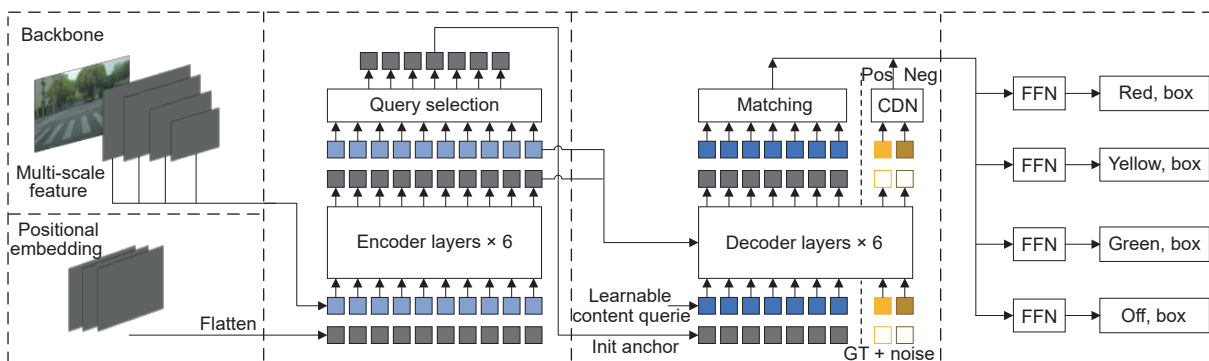 Backbone
Multi-scale
feature
Positional
embedding
Flatten
Query selection
Encoder layers × 6
Learnable
content querie
Init anchor
Matching
Pos Neg
CDN
Decoder layers × 6
GT + noise
FFN
Red, box
FFN
Yellow, box
FFN
Green, box
FFN
Off, box